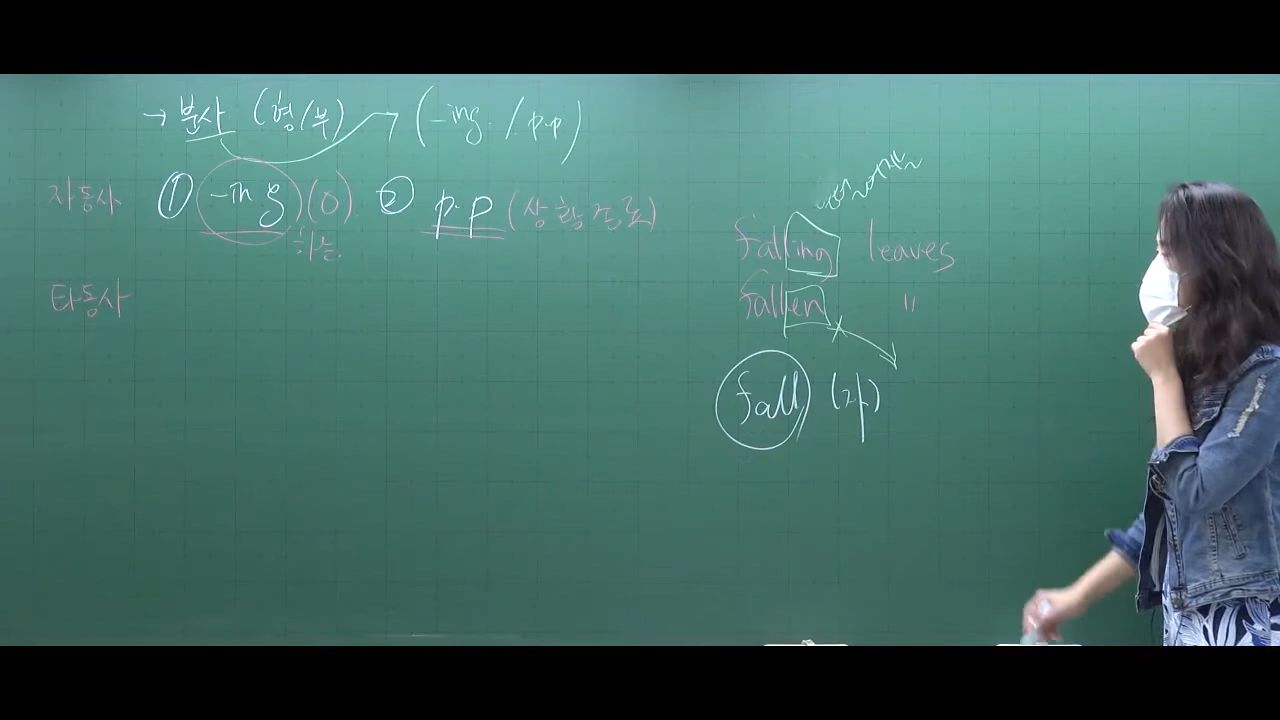 → 분사 (형/부) (-ing. / p.p)
자동사 ① -ing (O) ② p.p (상황종료)
하는
타동사
falling leaves
fallen "
fall (자)